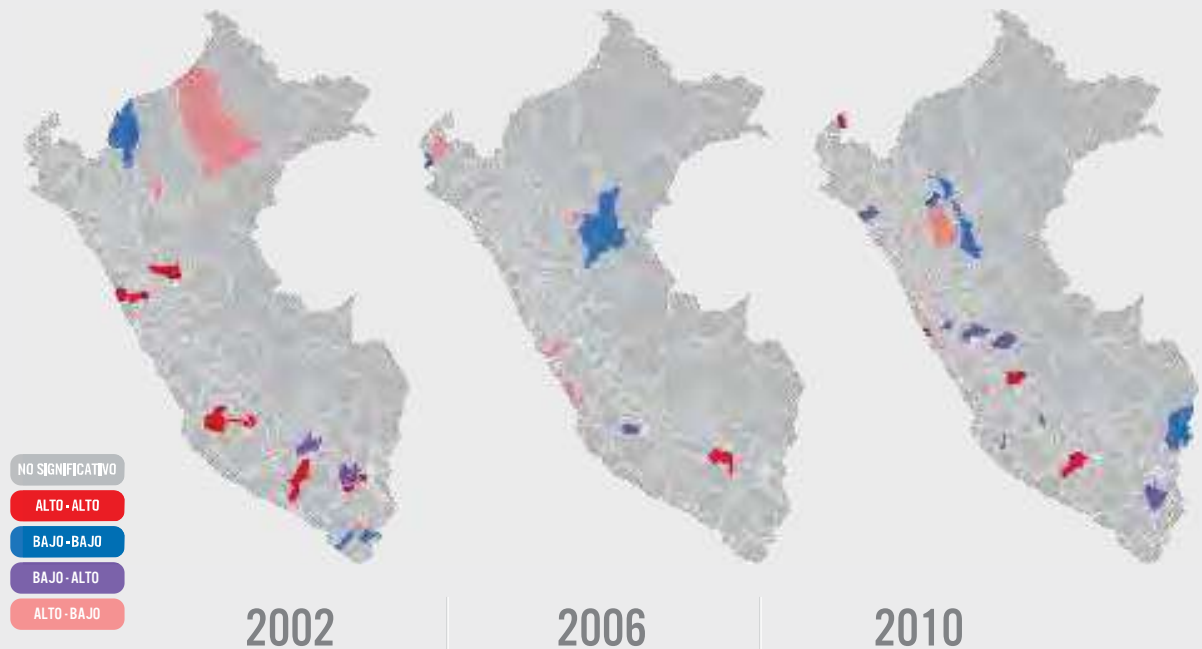 NO SIGNIFICATIVO
ALTO - ALTO
BAJO - BAJO
BAJO - ALTO
ALTO - BAJO
2002
2006
2010